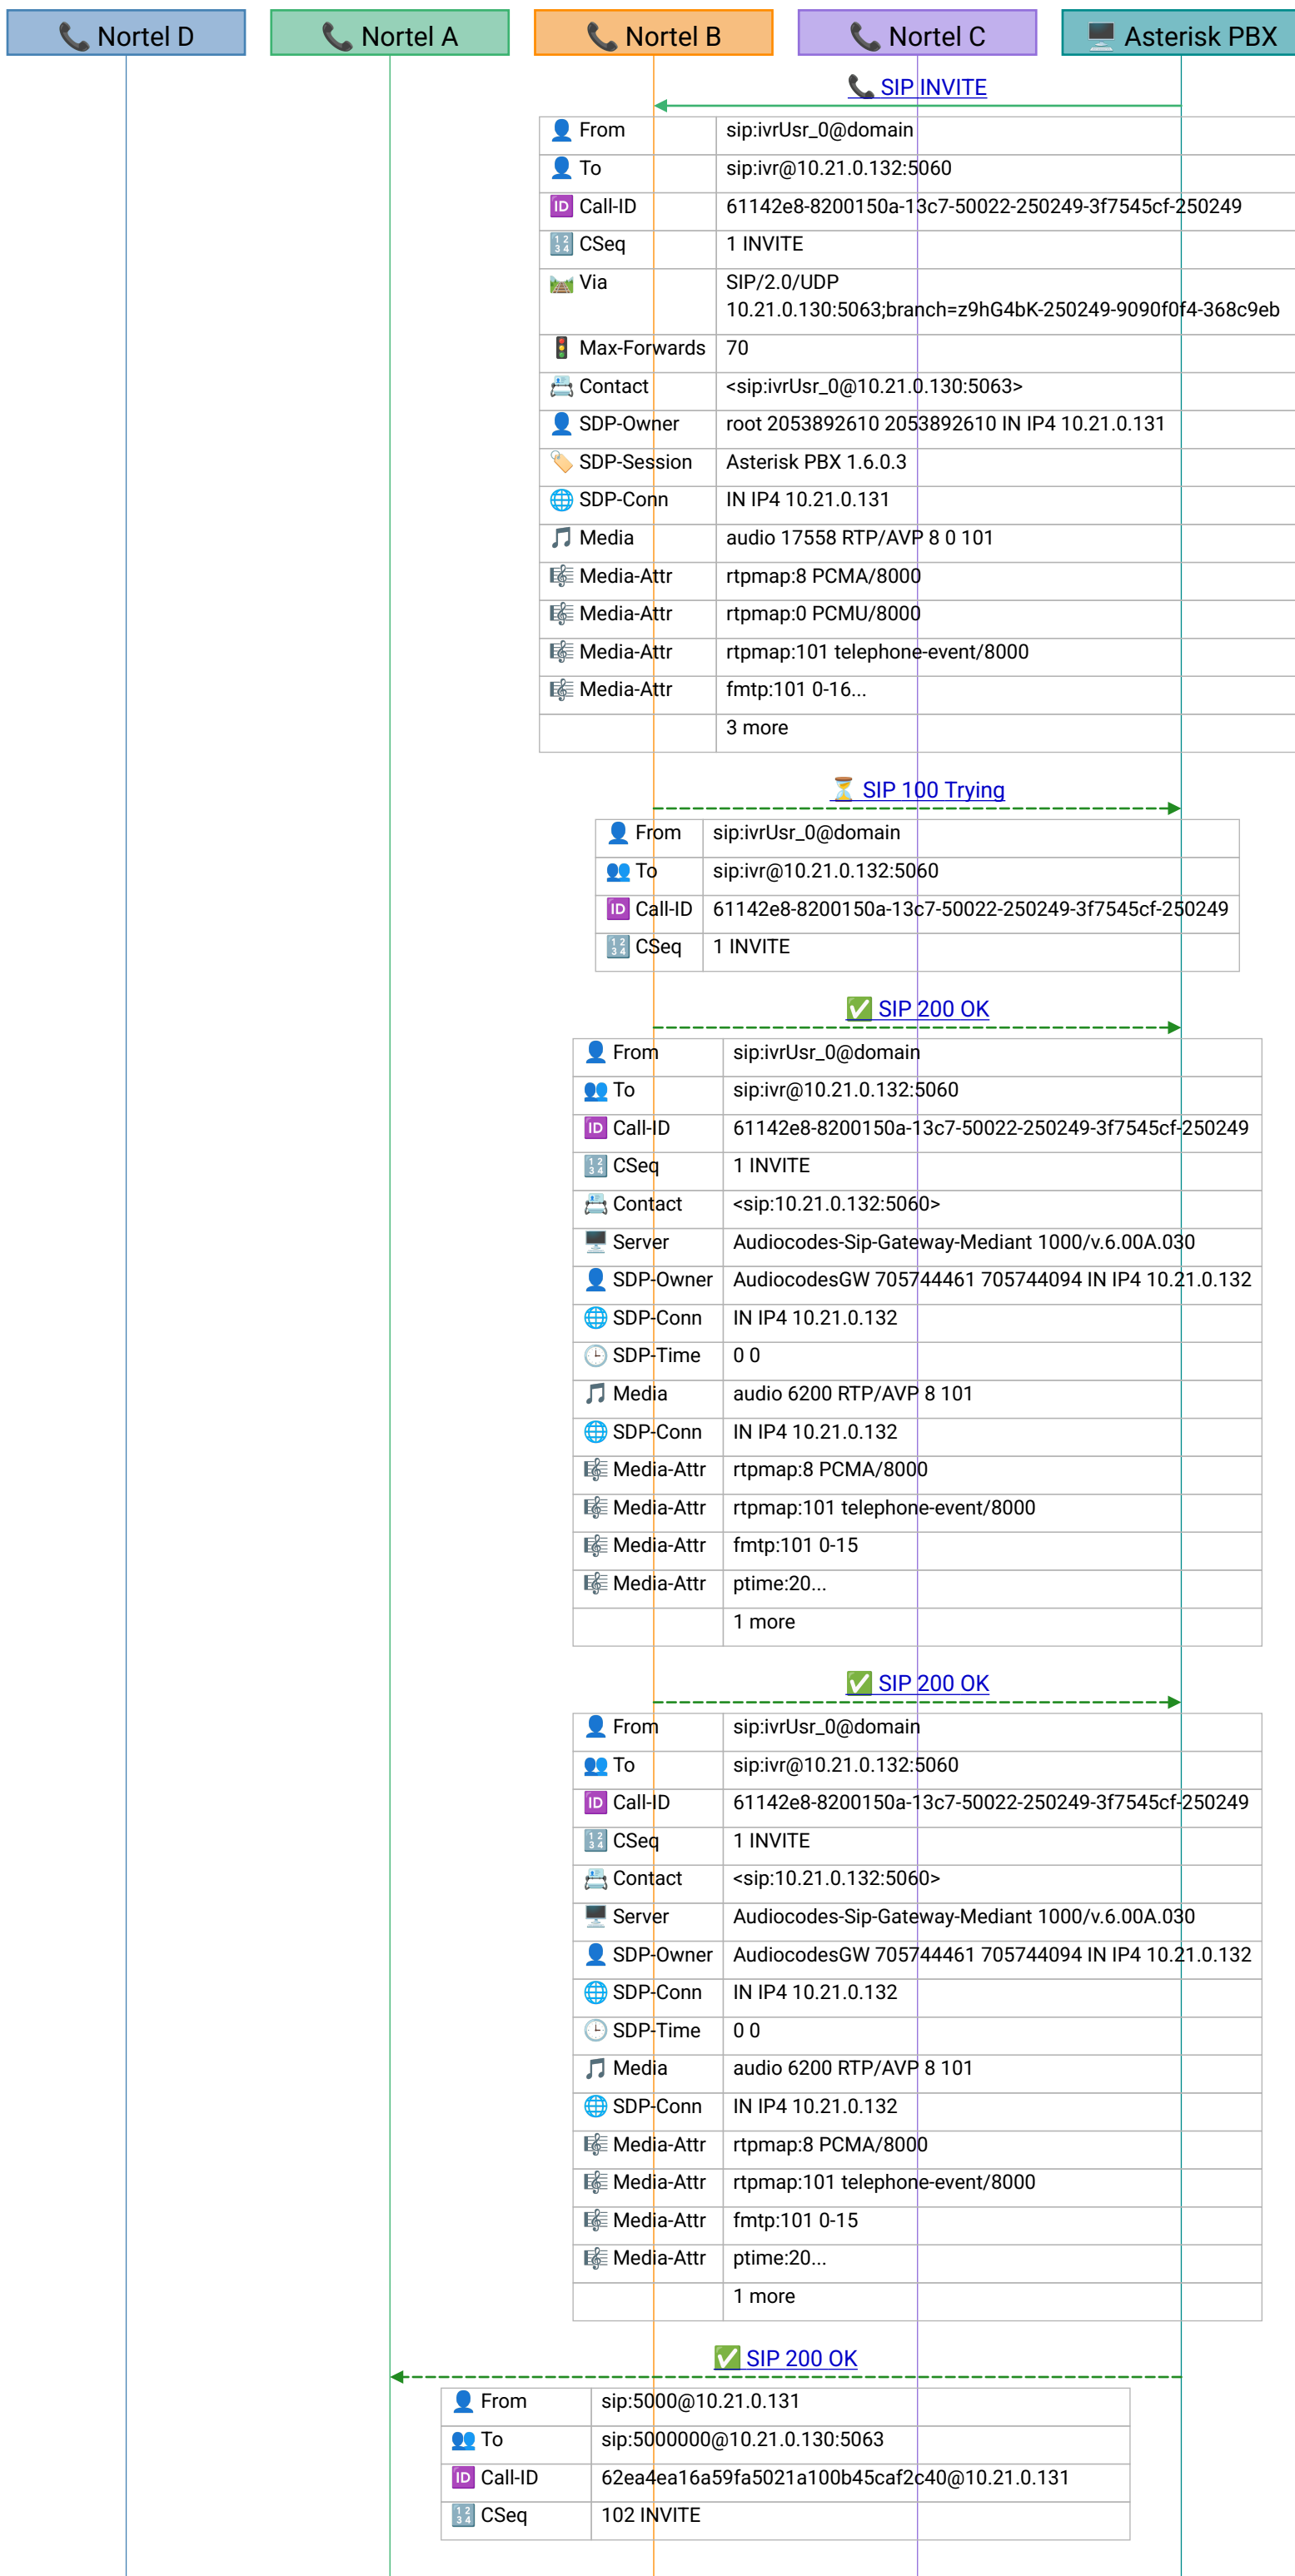 Nortel D
Nortel A
Nortel B
Nortel C
Asterisk PBX
SIP INVITE
From sip:ivrUsr_0@domain
To sip:ivr@10.21.0.132:5060
Call-ID 61142e8-8200150a-13c7-50022-250249-3f7545cf-250249
CSeq 1 INVITE
Via SIP/2.0/UDP
10.21.0.130:5063;branch=z9hG4bK-250249-9090f0f4-368c9eb
Max-Forwards 70
Contact <sip:ivrUsr_0@10.21.0.130:5063>
SDP-Owner root 2053892610 2053892610 IN IP4 10.21.0.131
SDP-Session Asterisk PBX 1.6.0.3
SDP-Conn IN IP4 10.21.0.131
Media audio 17558 RTP/AVP 8 0 101
Media-Attr rtpmap:8 PCMA/8000
Media-Attr rtpmap:0 PCMU/8000
Media-Attr rtpmap:101 telephone-event/8000
Media-Attr fmtp:101 0-16...
3 more
SIP 100 Trying
From sip:ivrUsr_0@domain
To sip:ivr@10.21.0.132:5060
Call-ID 61142e8-8200150a-13c7-50022-250249-3f7545cf-250249
CSeq 1 INVITE
SIP 200 OK
From sip:ivrUsr_0@domain
To sip:ivr@10.21.0.132:5060
Call-ID 61142e8-8200150a-13c7-50022-250249-3f7545cf-250249
CSeq 1 INVITE
Contact <sip:10.21.0.132:5060>
Server Audiocodes-Sip-Gateway-Mediant 1000/v.6.00A.030
SDP-Owner AudiocodesGW 705744461 705744094 IN IP4 10.21.0.132
SDP-Conn IN IP4 10.21.0.132
SDP-Time 0 0
Media audio 6200 RTP/AVP 8 101
SDP-Conn IN IP4 10.21.0.132
Media-Attr rtpmap:8 PCMA/8000
Media-Attr rtpmap:101 telephone-event/8000
Media-Attr fmtp:101 0-15
Media-Attr ptime:20...
1 more
SIP 200 OK
From sip:ivrUsr_0@domain
To sip:ivr@10.21.0.132:5060
Call-ID 61142e8-8200150a-13c7-50022-250249-3f7545cf-250249
CSeq 1 INVITE
Contact <sip:10.21.0.132:5060>
Server Audiocodes-Sip-Gateway-Mediant 1000/v.6.00A.030
SDP-Owner AudiocodesGW 705744461 705744094 IN IP4 10.21.0.132
SDP-Conn IN IP4 10.21.0.132
SDP-Time 0 0
Media audio 6200 RTP/AVP 8 101
SDP-Conn IN IP4 10.21.0.132
Media-Attr rtpmap:8 PCMA/8000
Media-Attr rtpmap:101 telephone-event/8000
Media-Attr fmtp:101 0-15
Media-Attr ptime:20...
1 more
SIP 200 OK
From sip:5000@10.21.0.131
To sip:5000000@10.21.0.130:5063
Call-ID 62ea4ea16a59fa5021a100b45caf2c40@10.21.0.131
CSeq 102 INVITE